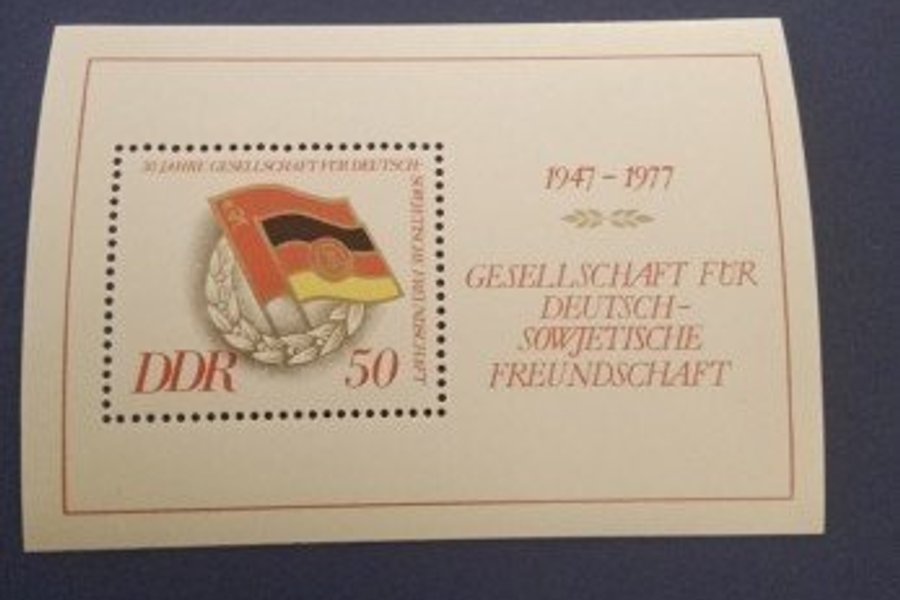 30 JAHRE GESELLSCHAFT FÜR DEUTSCH-
SOWJETISCHE FREUNDSCHAFT
DDR
50
1947 – 1977
GESELLSCHAFT FÜR
DEUTSCH-
SOWJETISCHE
FREUNDSCHAFT